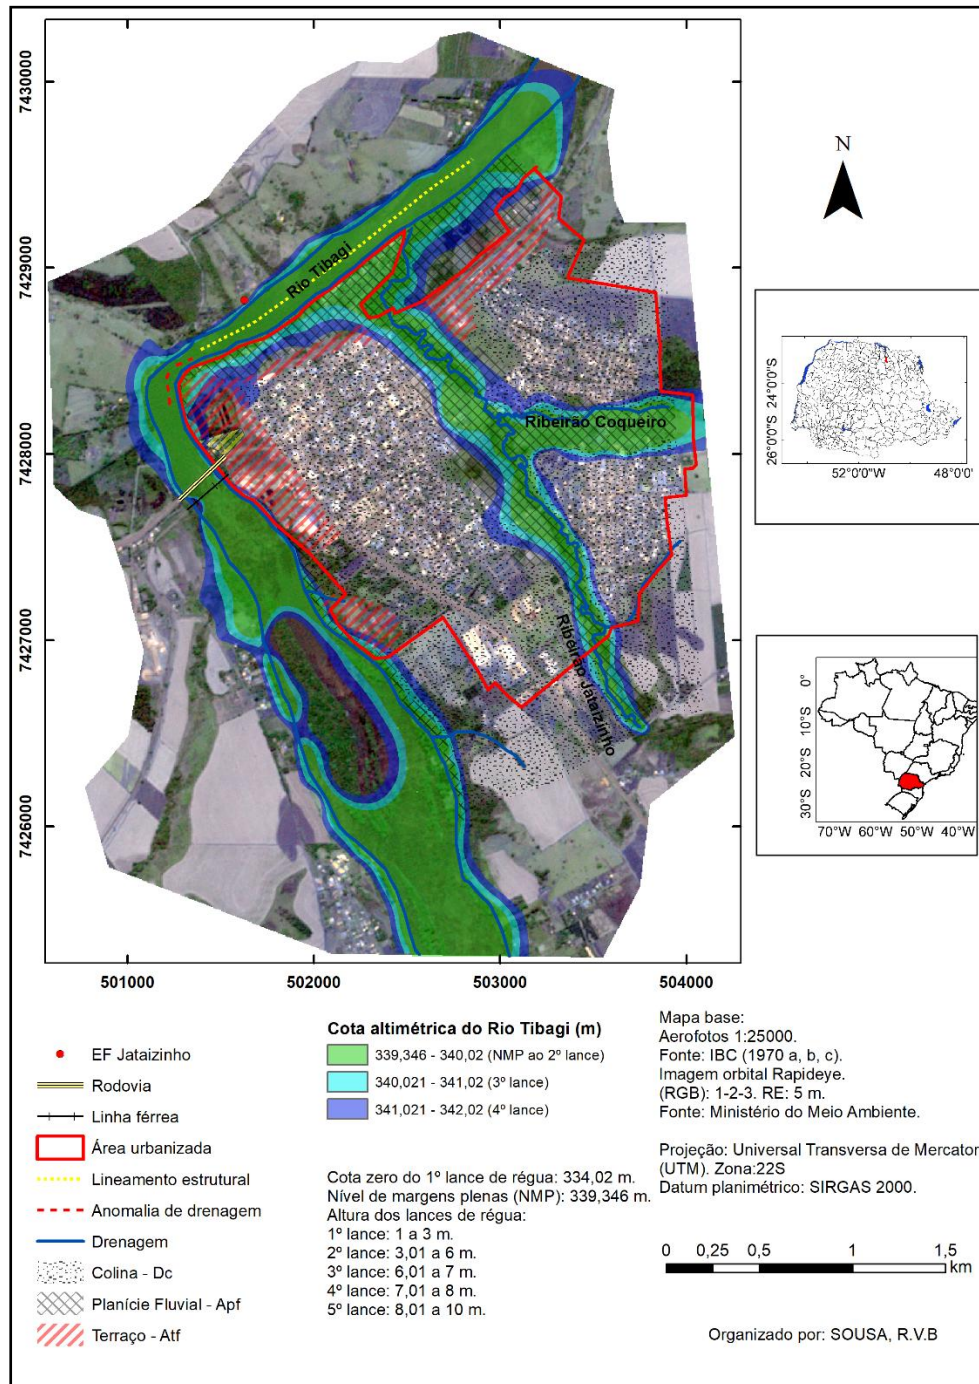 7430000
7429000
7428000
7427000
7426000
501000
502000
503000
504000
Rio Tibagi
Ribeirão Coqueiro
Ribeirão Jataizinho
N
24°0'0"S
26°0'0"S
52°0'0"W
48°0'0'
0°
10°S
20°S
30°S
70°W
60°W
50°W
40°W
EF Jataizinho
Rodovia
Linha férrea
Área urbanizada
Lineamento estrutural
Anomalia de drenagem
Drenagem
Colina - Dc
Planície Fluvial - Apf
Terraço - Atf
Cota altimétrica do Rio Tibagi (m)
339,346 - 340,02 (NMP ao 2º lance)
340,021 - 341,02 (3º lance)
341,021 - 342,02 (4º lance)
Cota zero do 1º lance de régua: 334,02 m.
Nível de margens plenas (NMP): 339,346 m.
Altura dos lances de régua:
1º lance: 1 a 3 m.
2º lance: 3,01 a 6 m.
3º lance: 6,01 a 7 m.
4º lance: 7,01 a 8 m.
5º lance: 8,01 a 10 m.
Mapa base:
Aerofotos 1:25000.
Fonte: IBC (1970 a, b, c).
Imagem orbital Rapideye.
(RGB): 1-2-3. RE: 5 m.
Fonte: Ministério do Meio Ambiente.
Projeção: Universal Transversa de Mercator
(UTM). Zona:22S
Datum planimétrico: SIRGAS 2000.
0 0,25 0,5 1 1,5
km
Organizado por: SOUSA, R.V.B